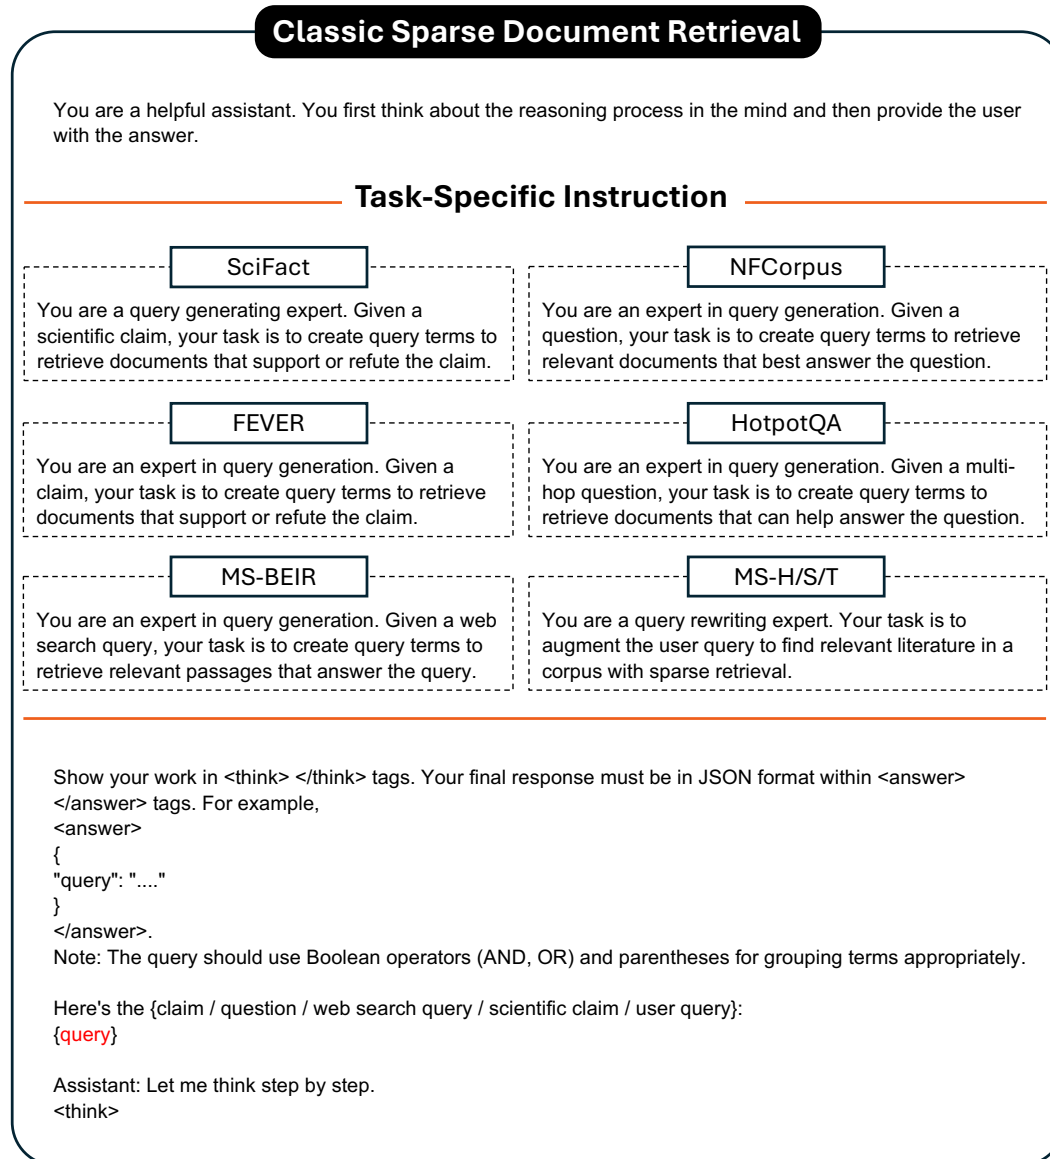 Classic Sparse Document Retrieval
You are a helpful assistant. You first think about the reasoning process in the mind and then provide the user
with the answer.
Task-Specific Instruction
SciFact
You are a query generating expert. Given a
scientific claim, your task is to create query terms to
retrieve documents that support or refute the claim.
NFCorpus
You are an expert in query generation. Given a
question, your task is to create query terms to retrieve
relevant documents that best answer the question.
FEVER
You are an expert in query generation. Given a
claim, your task is to create query terms to retrieve
documents that support or refute the claim.
HotpotQA
You are an expert in query generation. Given a multi-
hop question, your task is to create query terms to
retrieve documents that can help answer the question.
MS-BEIR
You are an expert in query generation. Given a web
search query, your task is to create query terms to
retrieve relevant passages that answer the query.
MS-H/S/T
You are a query rewriting expert. Your task is to
augment the user query to find relevant literature in a
corpus with sparse retrieval.
Show your work in <think> </think> tags. Your final response must be in JSON format within <answer>
</answer> tags. For example,
<answer>
{
"query": "...."
}
</answer>.
Note: The query should use Boolean operators (AND, OR) and parentheses for grouping terms appropriately.
Here's the {claim / question / web search query / scientific claim / user query}:
{query}
Assistant: Let me think step by step.
<think>